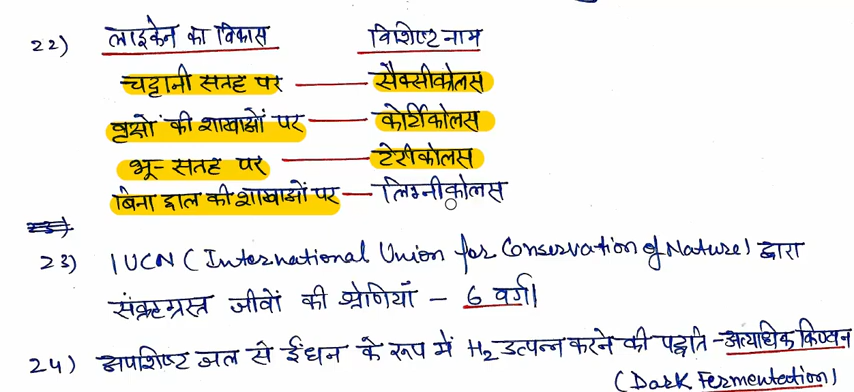 22) लाइकेन का विकास विशिष्ट नाम
चट्टानी सतह पर — सैक्सीकोलस
वृक्षों की शाखाओं पर — कोर्टीकोलस
भू-सतह पर — टेरीकोलस
बिना छाल की शाखाओं पर — लिग्नीकोलस
23) IUCN (International Union for Conservation of Nature) द्वारा
संकटग्रस्त जीवों की श्रेणियाँ - 6 वर्ग।
24) अपशिष्ट जल से ईंधन के रूप में H2 उत्पन्न करने की पद्धति - अत्याधिक किण्वन
(Dark Fermentation)